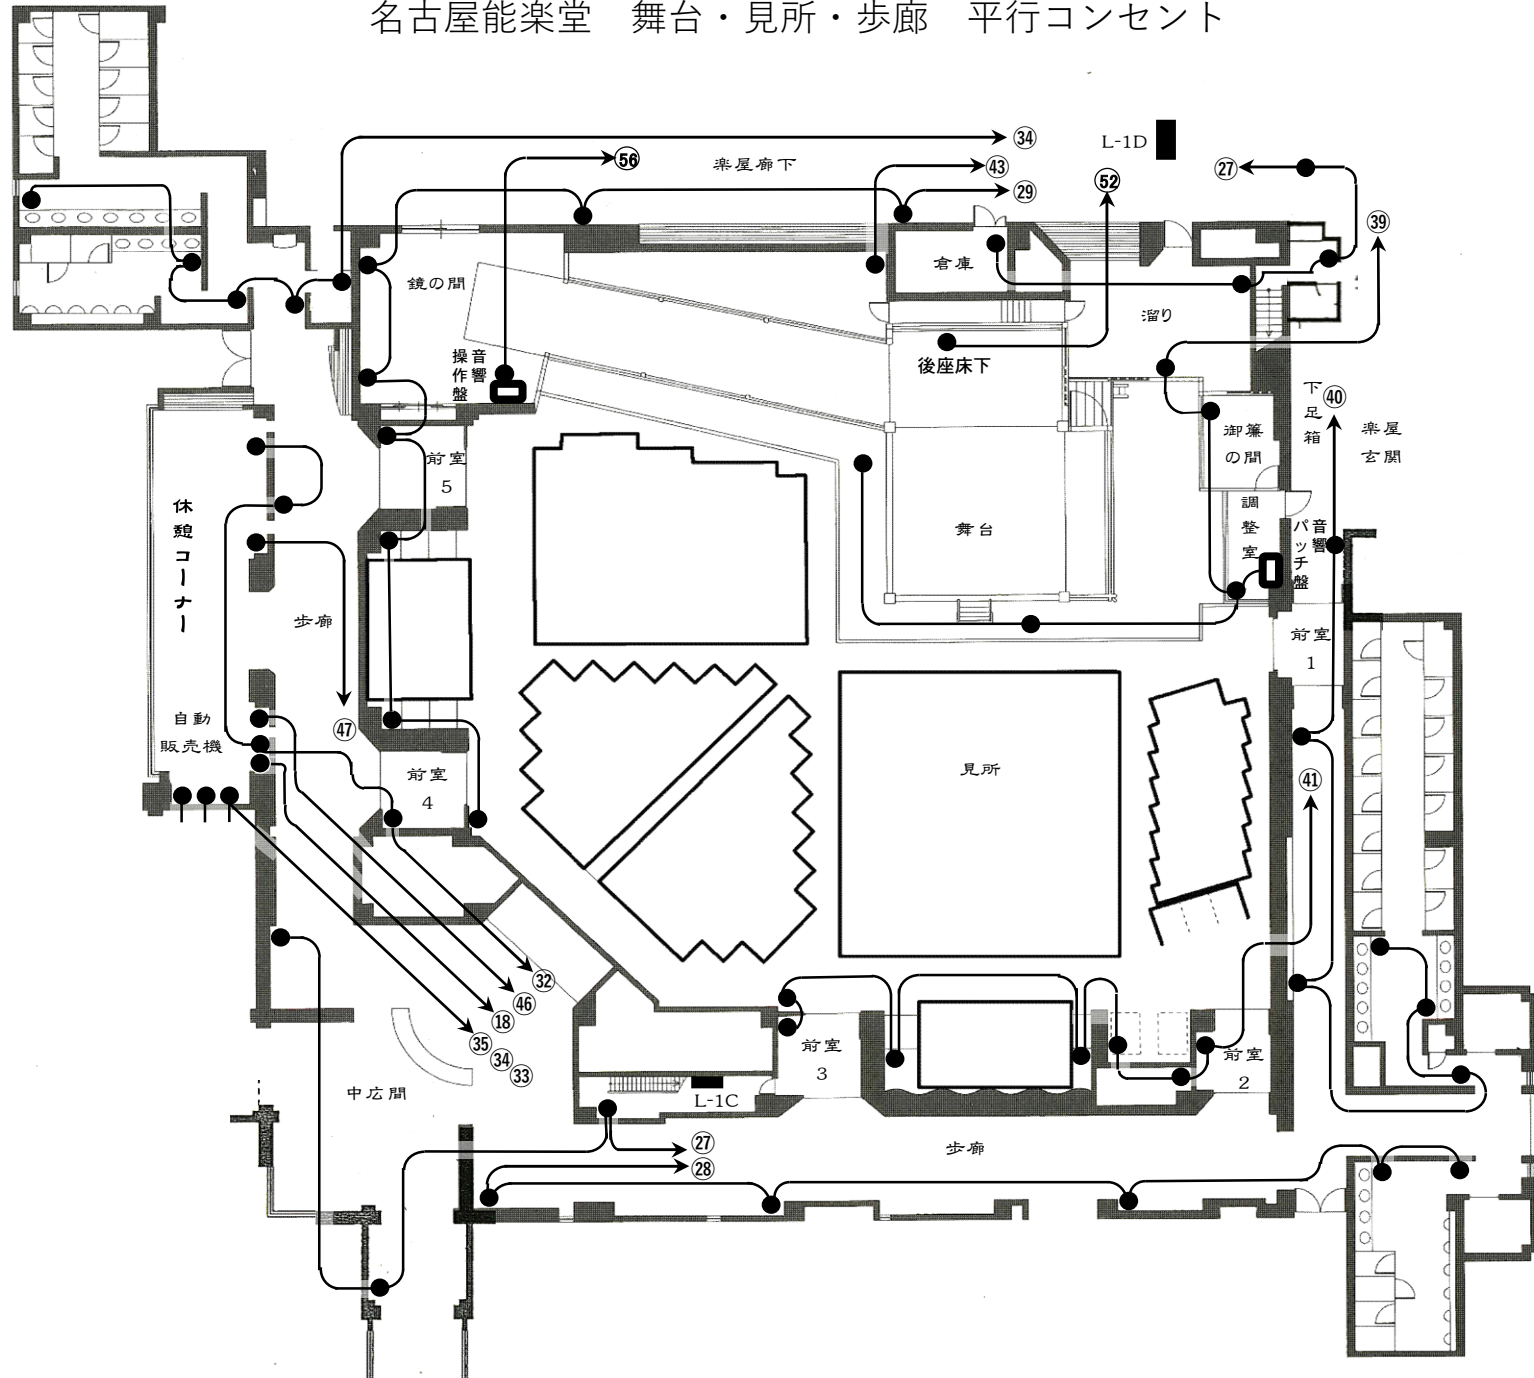 名古屋能楽堂　舞台・見所・歩廊　平行コンセント
㉞
L-1D
㊺
楽屋廊下
㊸
㉗
㉙
52
㊴
鏡の間
倉庫
溜り
音響
操作盤
後座床下
下足箱
㊵
楽屋
玄関
御簾
の間
前室
5
休憩コーナー
調整室
音響
パッチ盤
舞台
歩廊
前室
1
自動
販売機
㊼
前室
4
見所
㊶
㉜
㊻
⑱
㉟
㉞
㉝
前室
3
前室
2
中広間
L-1C
㉗
歩廊
㉘